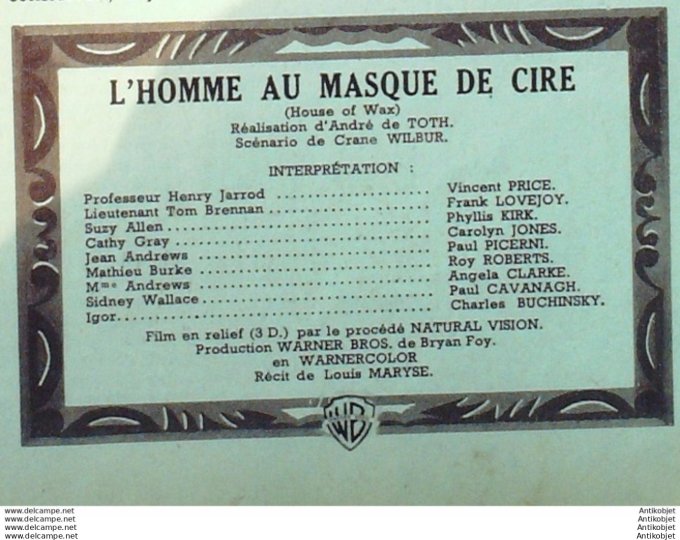 L'HOMME AU MASQUE DE CIRE
(House of Wax)
Réalisation d'André de TOTH.
Scénario de Crane WILBUR.
INTERPRÉTATION :
Professeur Henry Jarrod .......... Vincent PRICE.
Lieutenant Tom Brennan .......... Frank LOVEJOY.
Suzy Allen .......... Phyllis KIRK.
Cathy Gray .......... Carolyn JONES.
Jean Andrews .......... Paul PICERNI.
Mathieu Burke .......... Roy ROBERTS.
Mme Andrews .......... Angela CLARKE.
Sidney Wallace .......... Paul CAVANAGH.
Igor .......... Charles BUCHINSKY.
Film en relief (3 D.) par le procédé NATURAL VISION.
Production WARNER BROS. de Bryan Foy.
en WARNERCOLOR
Récit de Louis MARYSE.
WB
www.delcampe.net Antikobjet
www.delcampe.net Antikobjet
www.delcampe.net Antikobjet
www.delcampe.net Antikobjet